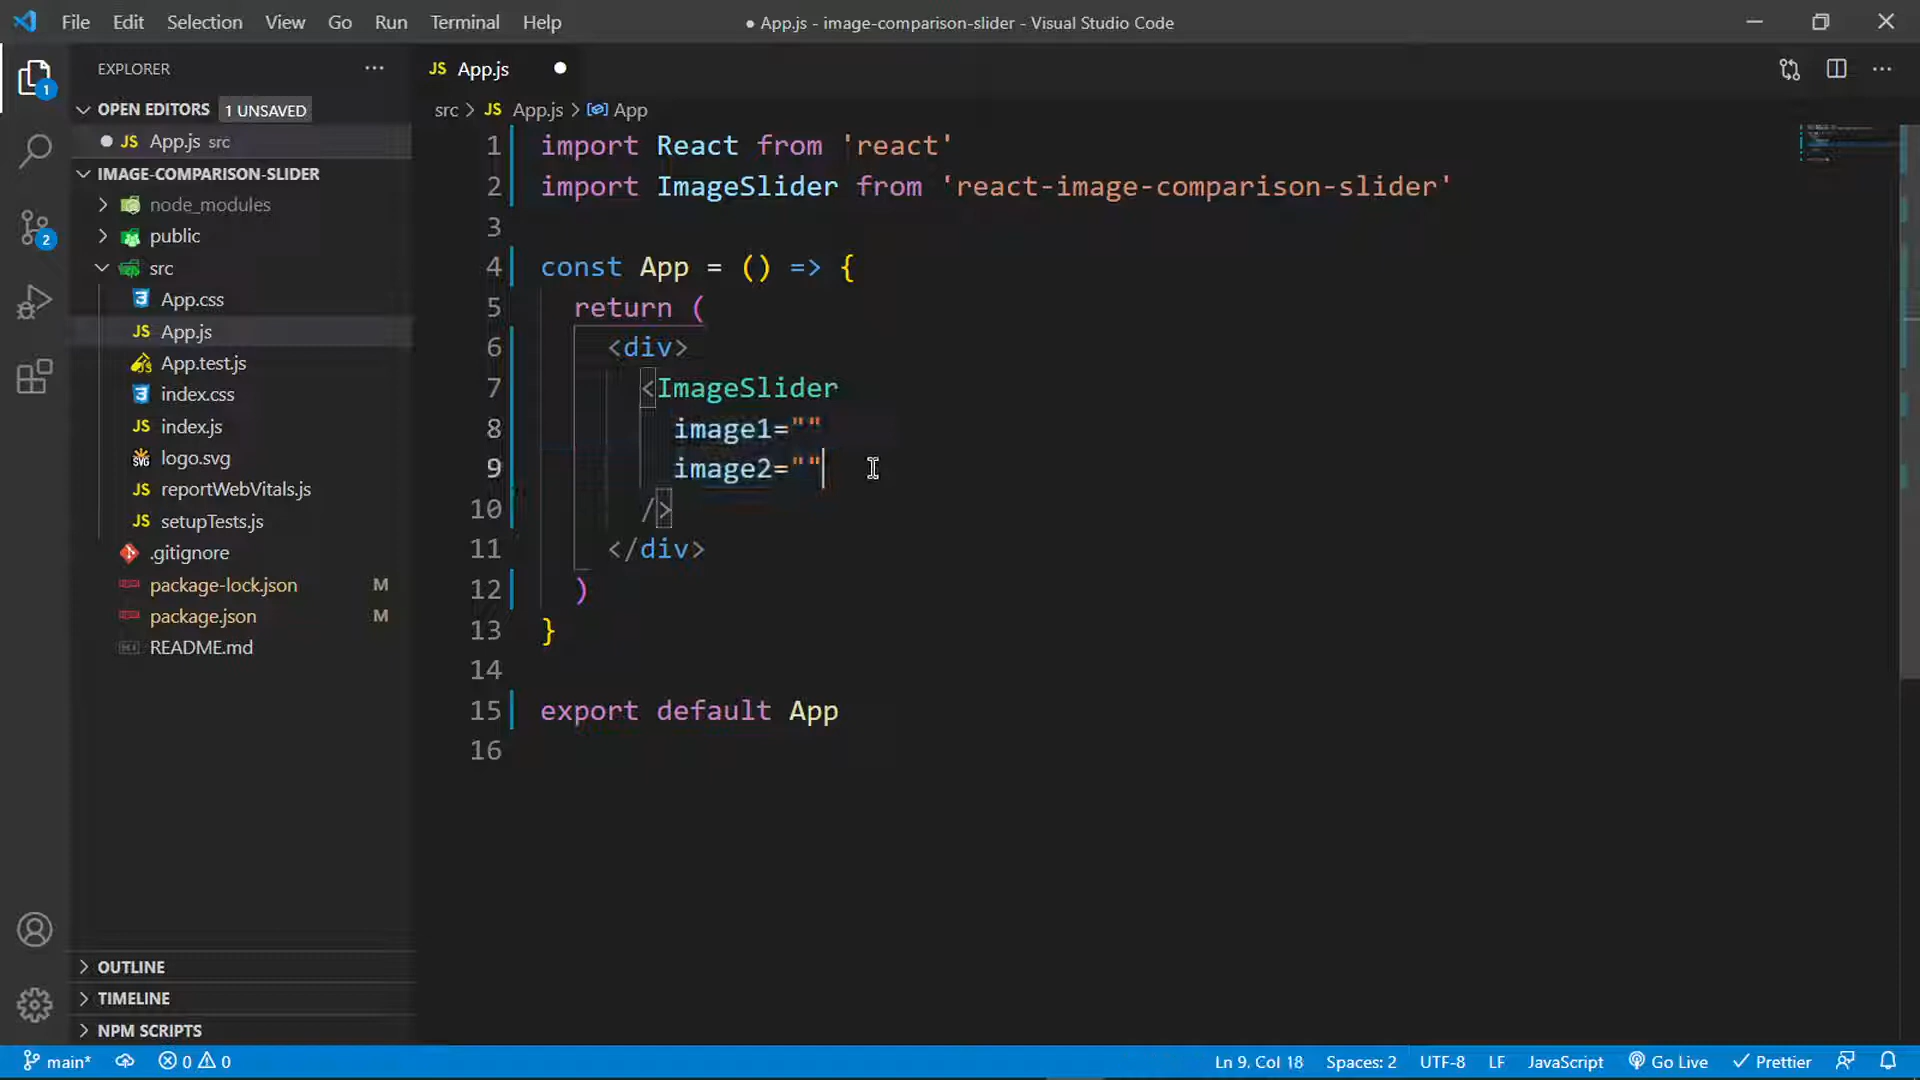 File Edit Selection View Go Run Terminal Help
● App.js - image-comparison-slider - Visual Studio Code
EXPLORER
OPEN EDITORS 1 UNSAVED
JS App.js src
IMAGE-COMPARISON-SLIDER
node_modules
public
src
App.css
JS App.js
App.test.js
index.css
JS index.js
logo.svg
JS reportWebVitals.js
JS setupTests.js
.gitignore
package-lock.json M
package.json M
README.md
OUTLINE
TIMELINE
NPM SCRIPTS
1
2
JS App.js
src > JS App.js > App
1 import React from 'react'
2 import ImageSlider from 'react-image-comparison-slider'
3
4 const App = () => {
5 return (
6 <div>
7 <ImageSlider
8 image1=""
9 image2=""
10 />
11 </div>
12 )
13 }
14
15 export default App
16
main* 0 0 Ln 9, Col 18 Spaces: 2 UTF-8 LF JavaScript Go Live Prettier